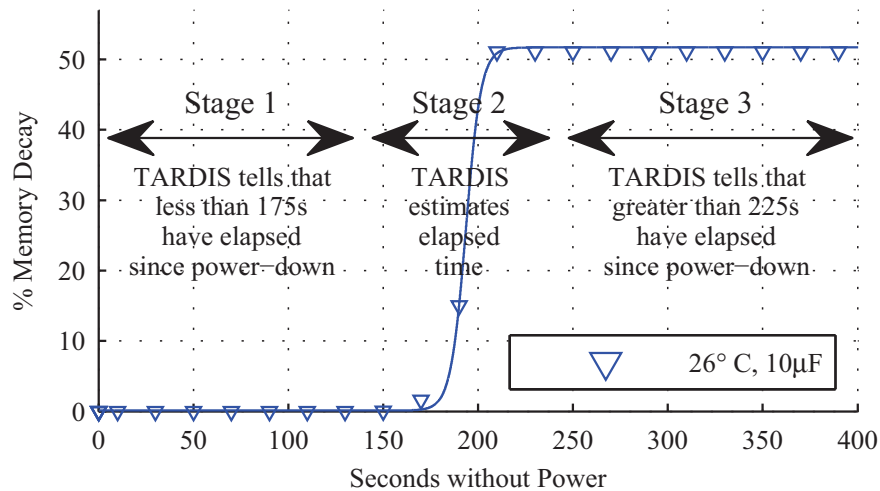 % Memory Decay
50
40
30
20
10
0
Stage 1
TARDIS tells that
less than 175s
have elapsed
since power−down
Stage 2
TARDIS
estimates
elapsed
time
Stage 3
TARDIS tells that
greater than 225s
have elapsed
since power−down
26° C, 10μF
0 50 100 150 200 250 300 350 400
Seconds without Power